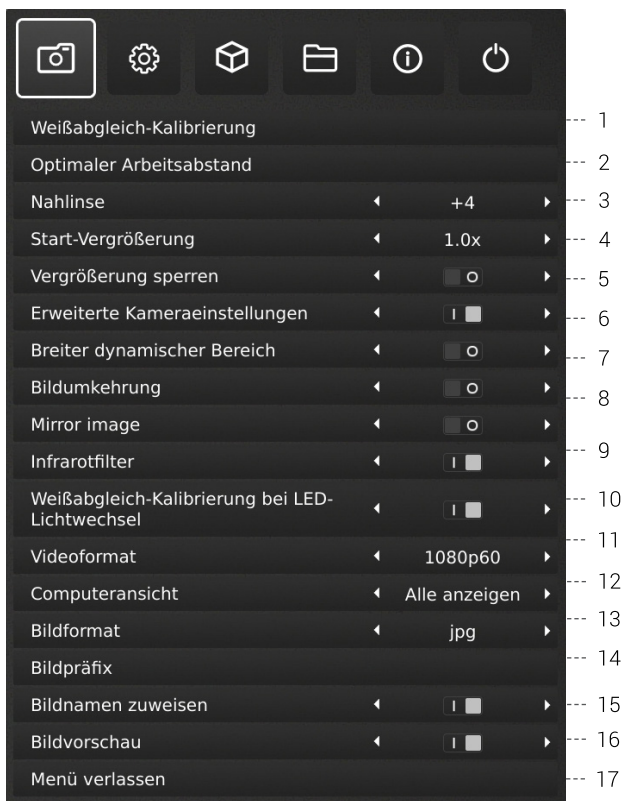 Weißabgleich-Kalibrierung --- 1
Optimaler Arbeitsabstand --- 2
Nahlinse +4 --- 3
Start-Vergrößerung 1.0x --- 4
Vergrößerung sperren O --- 5
Erweiterte Kameraeinstellungen I --- 6
Breiter dynamischer Bereich O --- 7
Bildumkehrung O --- 8
Mirror image O
Infrarotfilter I --- 9
Weißabgleich-Kalibrierung bei LED- --- 10
Lichtwechsel I
--- 11
Videoformat 1080p60
Computeransicht Alle anzeigen --- 12
Bildformat jpg --- 13
Bildpräfix --- 14
Bildnamen zuweisen I --- 15
Bildvorschau I --- 16
Menü verlassen --- 17